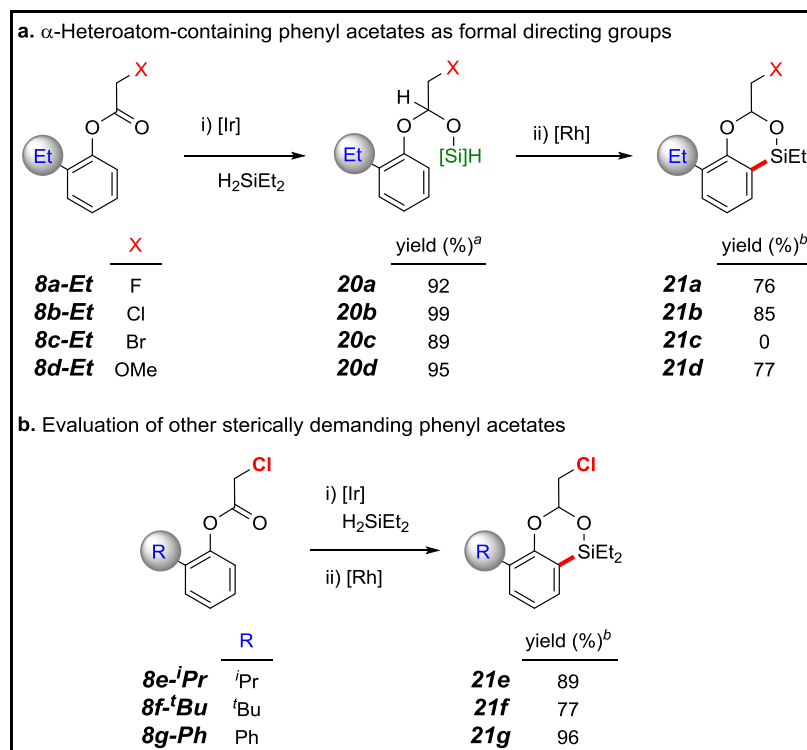 a. α-Heteroatom-containing phenyl acetates as formal directing groups
X
O
O
Et
i) [Ir]
H₂SiEt₂
X
H
O
O
Et
[Si]H
ii) [Rh]
X
O
O
Et
SiEt
X
8a-Et F
8b-Et Cl
8c-Et Br
8d-Et OMe
yield (%)ᵃ
20a 92
20b 99
20c 89
20d 95
yield (%)ᵇ
21a 76
21b 85
21c 0
21d 77
b. Evaluation of other sterically demanding phenyl acetates
Cl
O
O
R
i) [Ir]
H₂SiEt₂
ii) [Rh]
Cl
O
O
R
SiEt₂
R
8e-ⁱPr ⁱPr
8f-ᵗBu ᵗBu
8g-Ph Ph
yield (%)ᵇ
21e 89
21f 77
21g 96